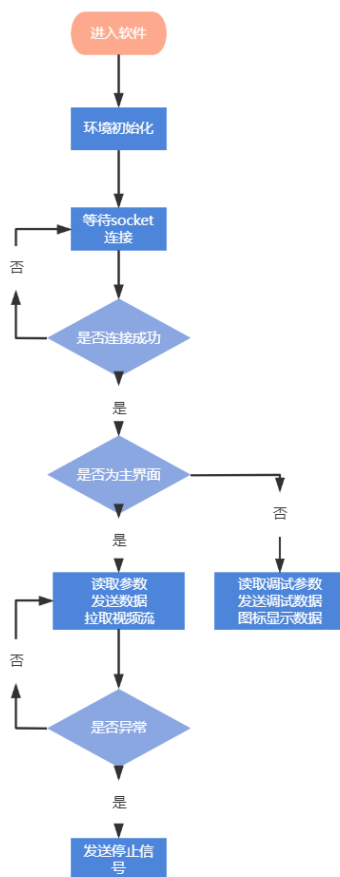 进入软件
环境初始化
等待socket
连接
否
是否连接成功
是
是否为主界面
否
是
读取参数
发送数据
拉取视频流
读取调试参数
发送调试数据
图标显示数据
否
是否异常
是
发送停止信
号